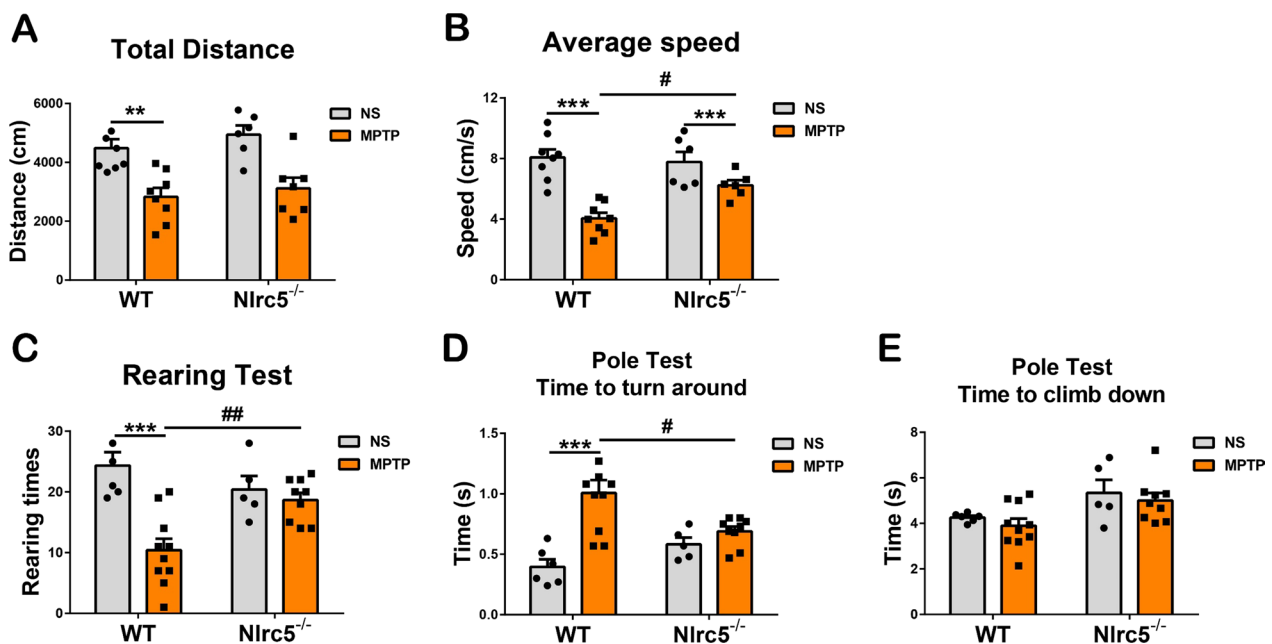 A
Total Distance
Distance (cm)
6000
4000
2000
0
**
WT
Nlrc5-/-
NS
MPTP
B
Average speed
Speed (cm/s)
12
8
4
0
***
#
***
WT
Nlrc5-/-
NS
MPTP
C
Rearing Test
Rearing times
30
20
10
0
***
##
WT
Nlrc5-/-
NS
MPTP
D
Pole Test
Time to turn around
Time (s)
1.5
1.0
0.5
0.0
***
#
WT
Nlrc5-/-
NS
MPTP
E
Pole Test
Time to climb down
Time (s)
8
6
4
2
0
WT
Nlrc5-/-
NS
MPTP